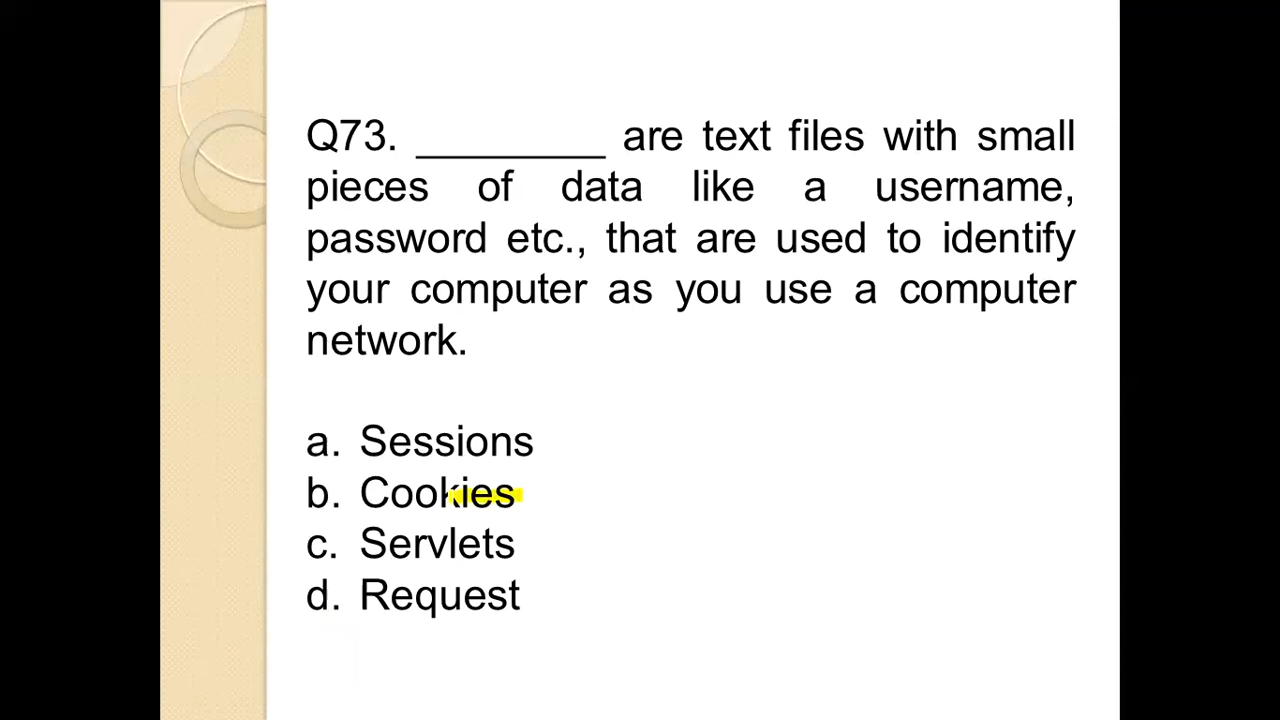 Q73. _________ are text files with small
pieces of data like a username,
password etc., that are used to identify
your computer as you use a computer
network.
a. Sessions
b. Cookies
c. Servlets
d. Request